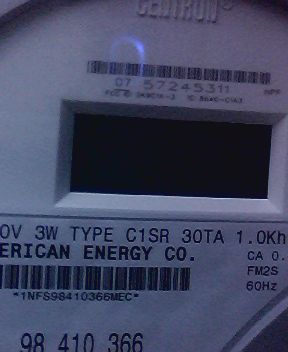 CENTRON®
07 57245311
0V 3W TYPE C1SR 30TA 1.0Kh
ERICAN ENERGY CO.
CA 0.
FM2S
60Hz
*1NFS98410366MEC*
98 410 366